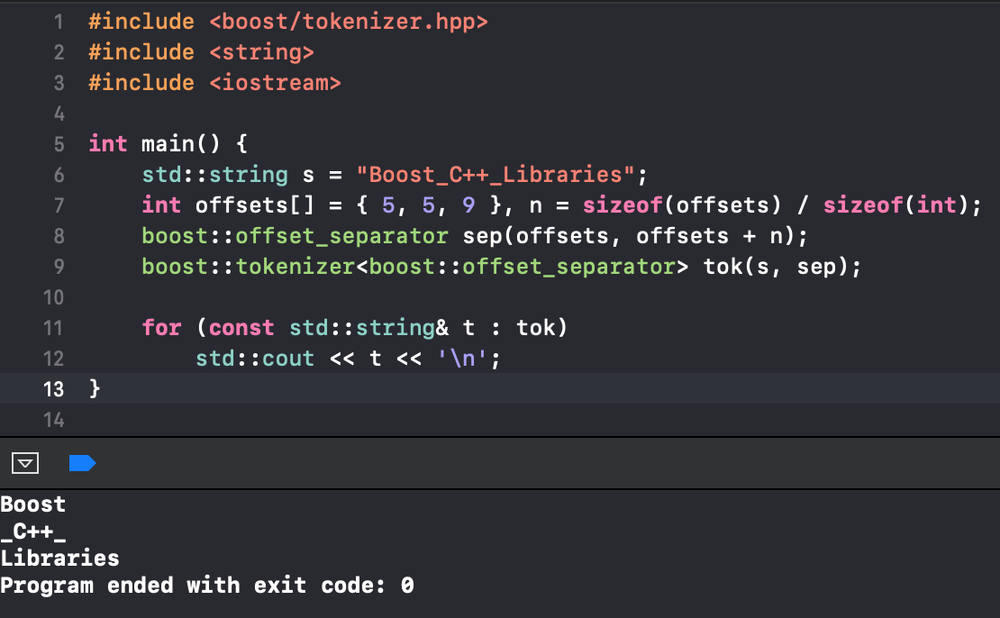 1 #include <boost/tokenizer.hpp>
2 #include <string>
3 #include <iostream>
4
5 int main() {
6     std::string s = "Boost_C++_Libraries";
7     int offsets[] = { 5, 5, 9 }, n = sizeof(offsets) / sizeof(int);
8     boost::offset_separator sep(offsets, offsets + n);
9     boost::tokenizer<boost::offset_separator> tok(s, sep);
10
11     for (const std::string& t : tok)
12         std::cout << t << '\n';
13 }
14
Boost
_C++_
Libraries
Program ended with exit code: 0